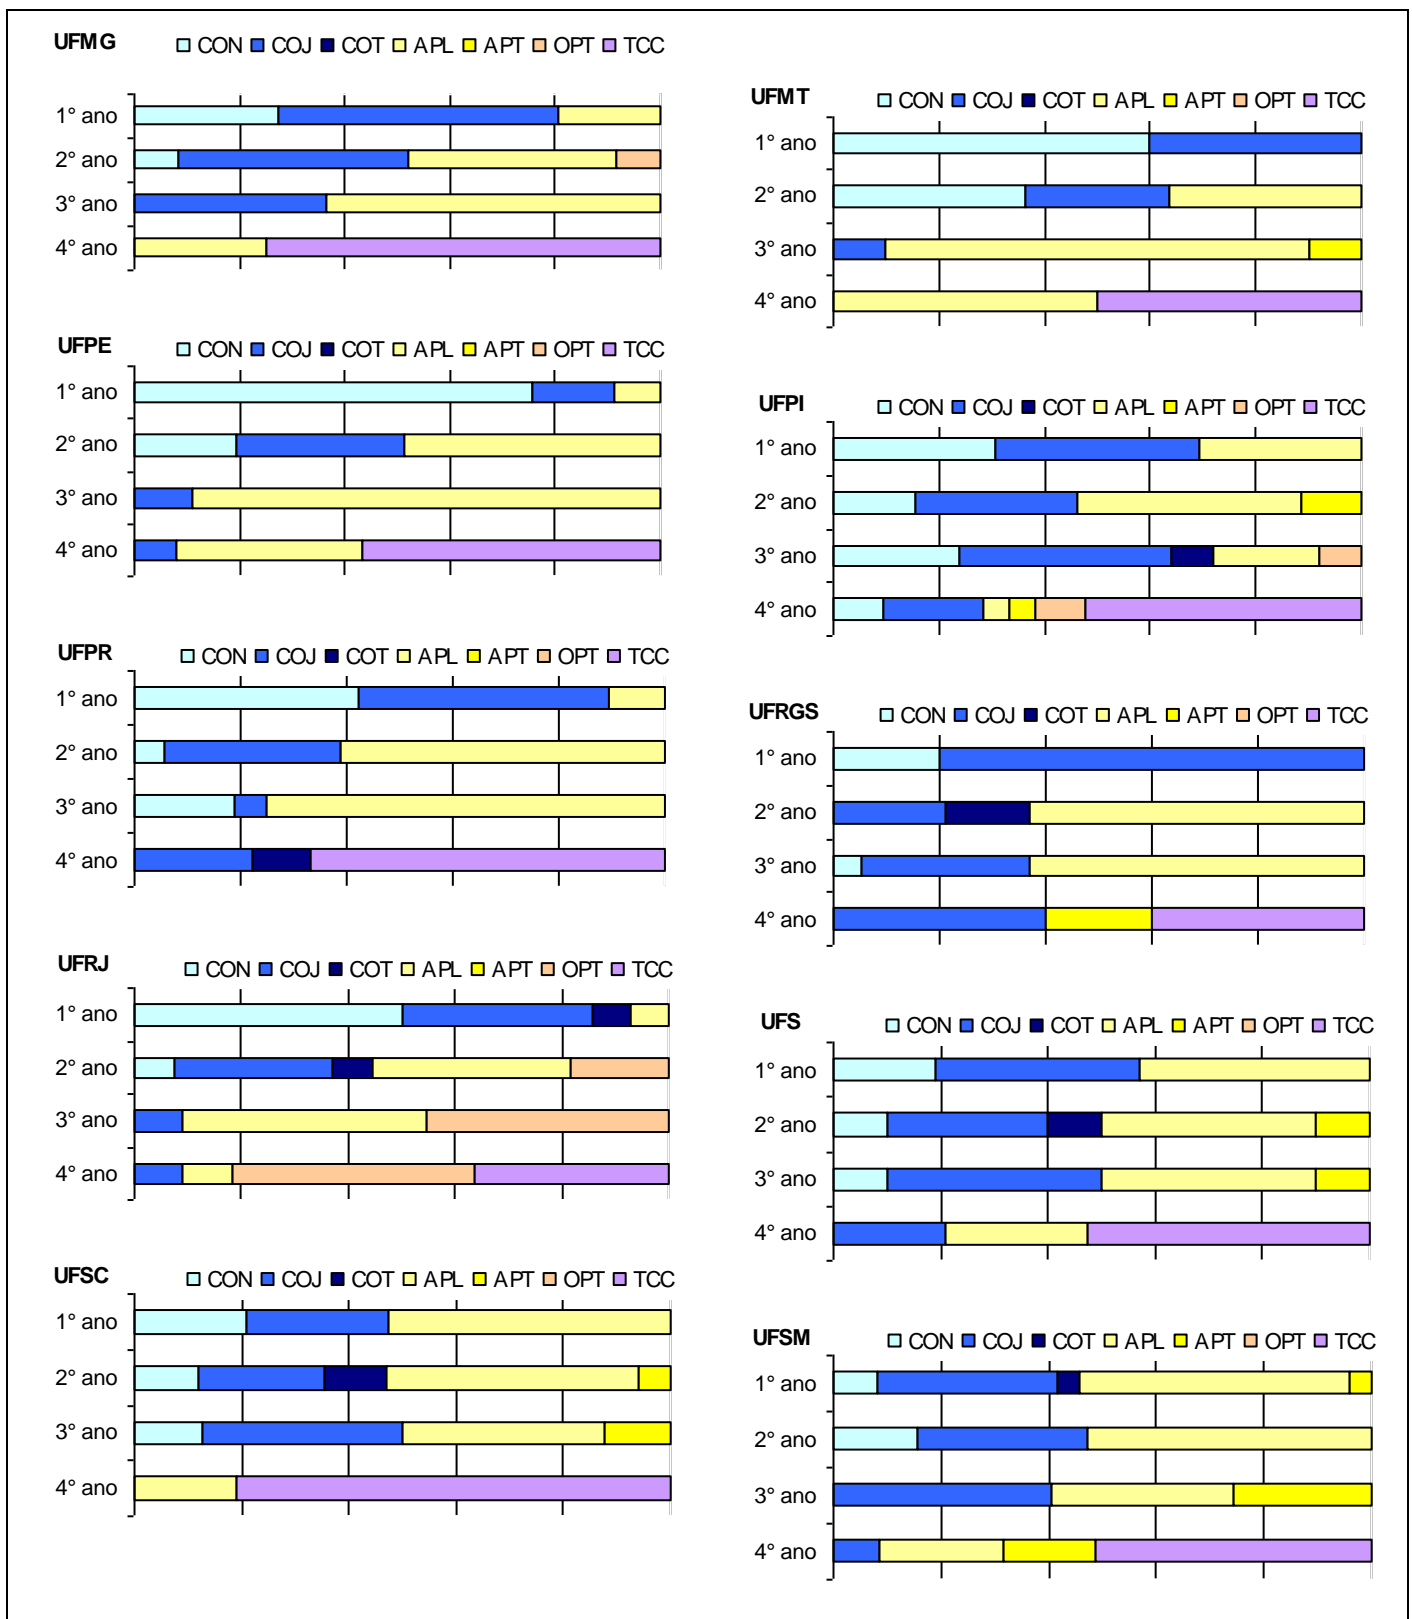 UFMG CON COJ COT APL APT OPT TCC
1° ano
2° ano
3° ano
4° ano
UFPE CON COJ COT APL APT OPT TCC
1° ano
2° ano
3° ano
4° ano
UFPR CON COJ COT APL APT OPT TCC
1° ano
2° ano
3° ano
4° ano
UFRJ CON COJ COT APL APT OPT TCC
1° ano
2° ano
3° ano
4° ano
UFSC CON COJ COT APL APT OPT TCC
1° ano
2° ano
3° ano
4° ano
UFMT CON COJ COT APL APT OPT TCC
1° ano
2° ano
3° ano
4° ano
UFPI CON COJ COT APL APT OPT TCC
1° ano
2° ano
3° ano
4° ano
UFRGS CON COJ COT APL APT OPT TCC
1° ano
2° ano
3° ano
4° ano
UFS CON COJ COT APL APT OPT TCC
1° ano
2° ano
3° ano
4° ano
UFSM CON COJ COT APL APT OPT TCC
1° ano
2° ano
3° ano
4° ano